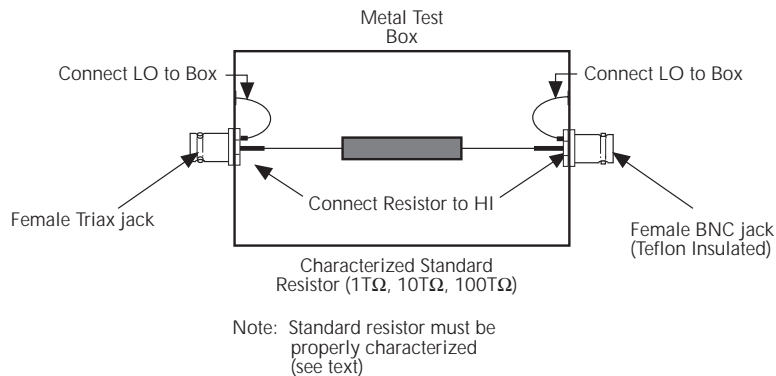 Metal Test
Box
Connect LO to Box
Connect LO to Box
Connect Resistor to HI
Female Triax jack
Female BNC jack
(Teflon Insulated)
Characterized Standard
Resistor (1TΩ, 10TΩ, 100TΩ)
Note: Standard resistor must be
properly characterized
(see text)